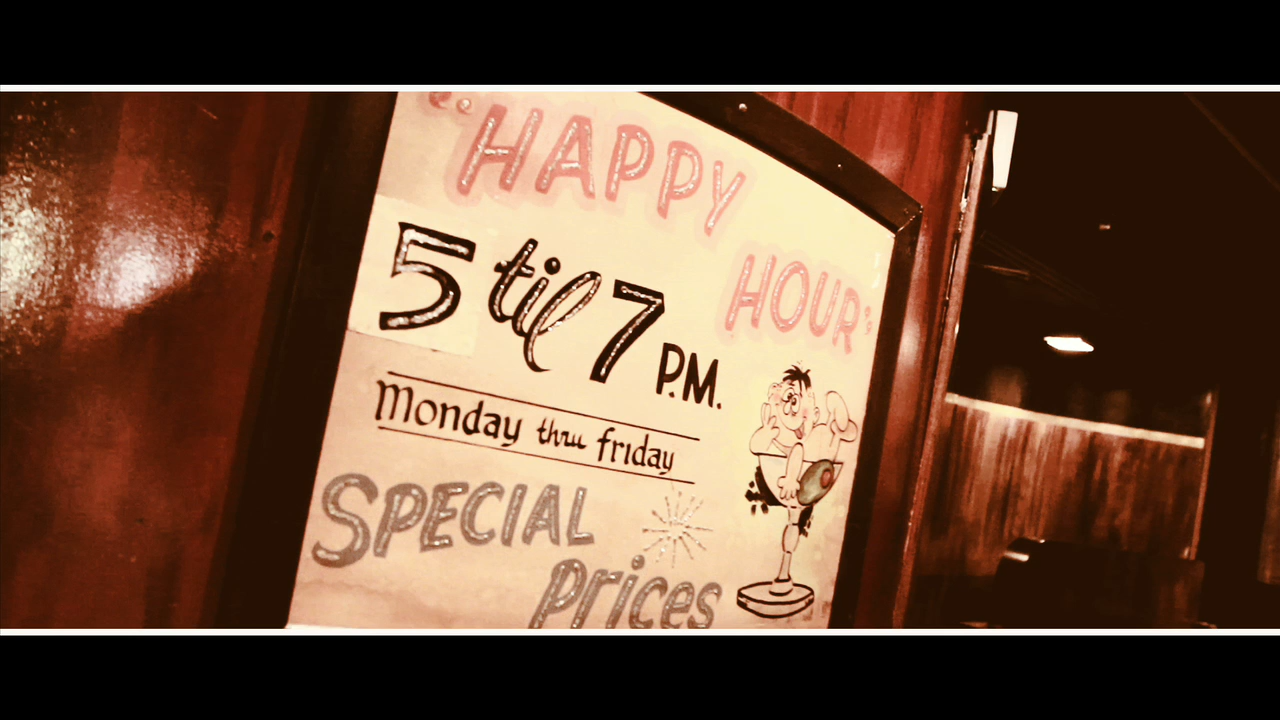 "HAPPY
HOUR"
5 til 7 P.M.
Monday thru friday
SPECIAL
Prices